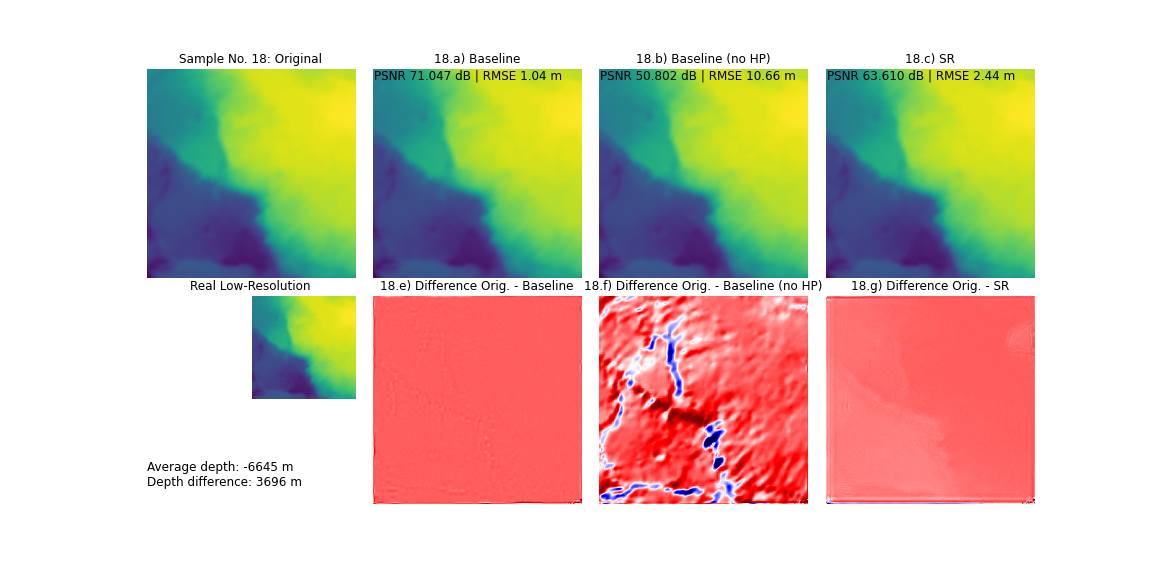 Sample No. 18: Original
18.a) Baseline
18.b) Baseline (no HP)
18.c) SR
PSNR 71.047 dB | RMSE 1.04 m
PSNR 50.802 dB | RMSE 10.66 m
PSNR 63.610 dB | RMSE 2.44 m
Real Low-Resolution
18.e) Difference Orig. - Baseline
18.f) Difference Orig. - Baseline (no HP)
18.g) Difference Orig. - SR
Average depth: -6645 m
Depth difference: 3696 m